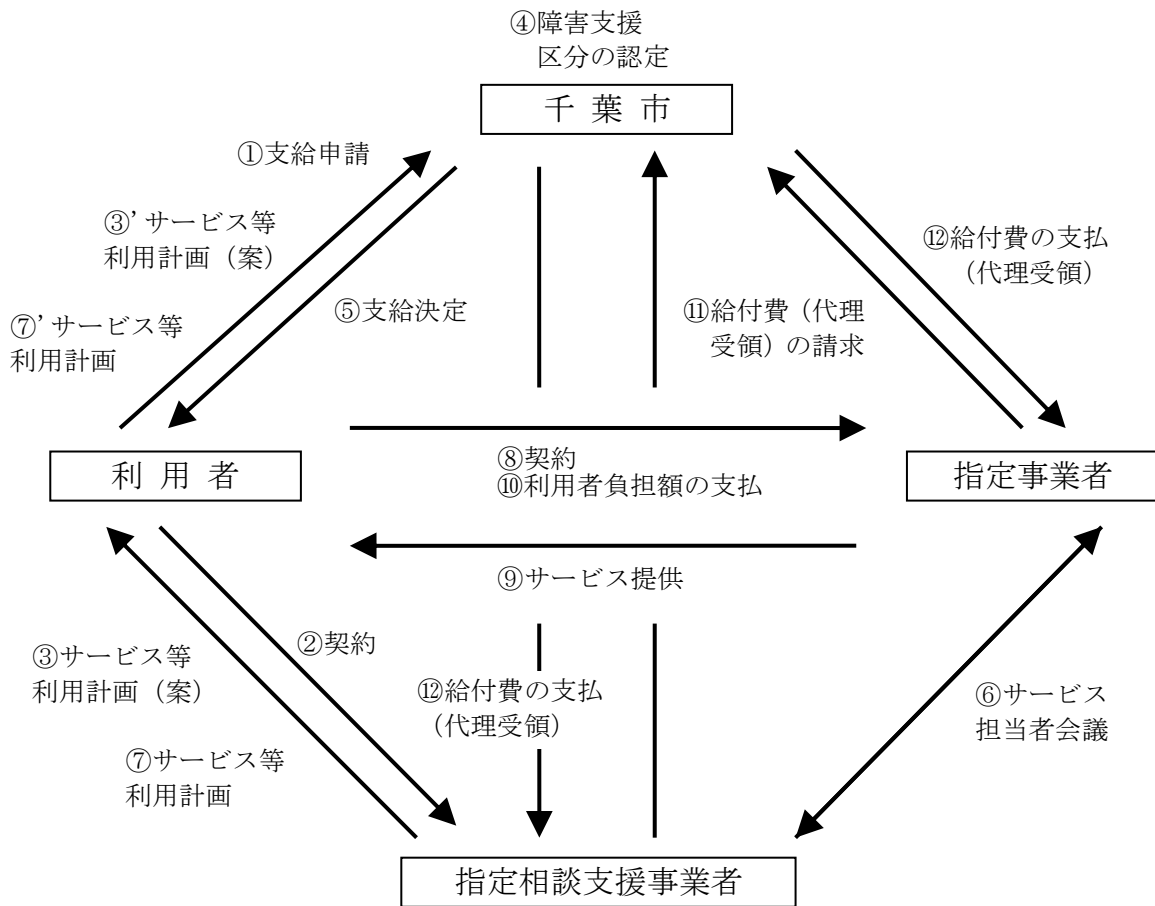 ④障害支援
区分の認定
千葉市
①支給申請
③’サービス等
利用計画（案）
⑫給付費の支払
（代理受領）
⑦’サービス等
利用計画
⑤支給決定
⑪給付費（代理
受領）の請求
利用者
⑧契約
⑩利用者負担額の支払
指定事業者
⑨サービス提供
②契約
③サービス等
利用計画（案）
⑫給付費の支払
（代理受領）
⑥サービス
担当者会議
⑦サービス等
利用計画
指定相談支援事業者